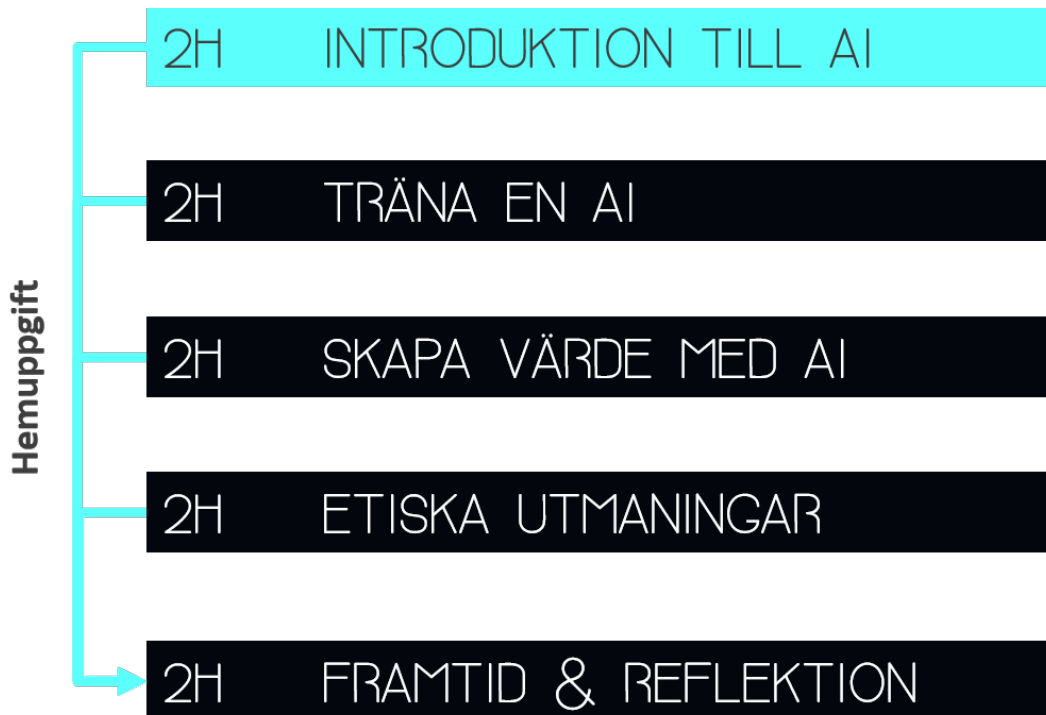 2H INTRODUKTION TILL AI
2H TRÄNA EN AI
Hemuppgift
2H SKAPA VÄRDE MED AI
2H ETISKA UTMANINGAR
2H FRAMTID & REFLEKTION